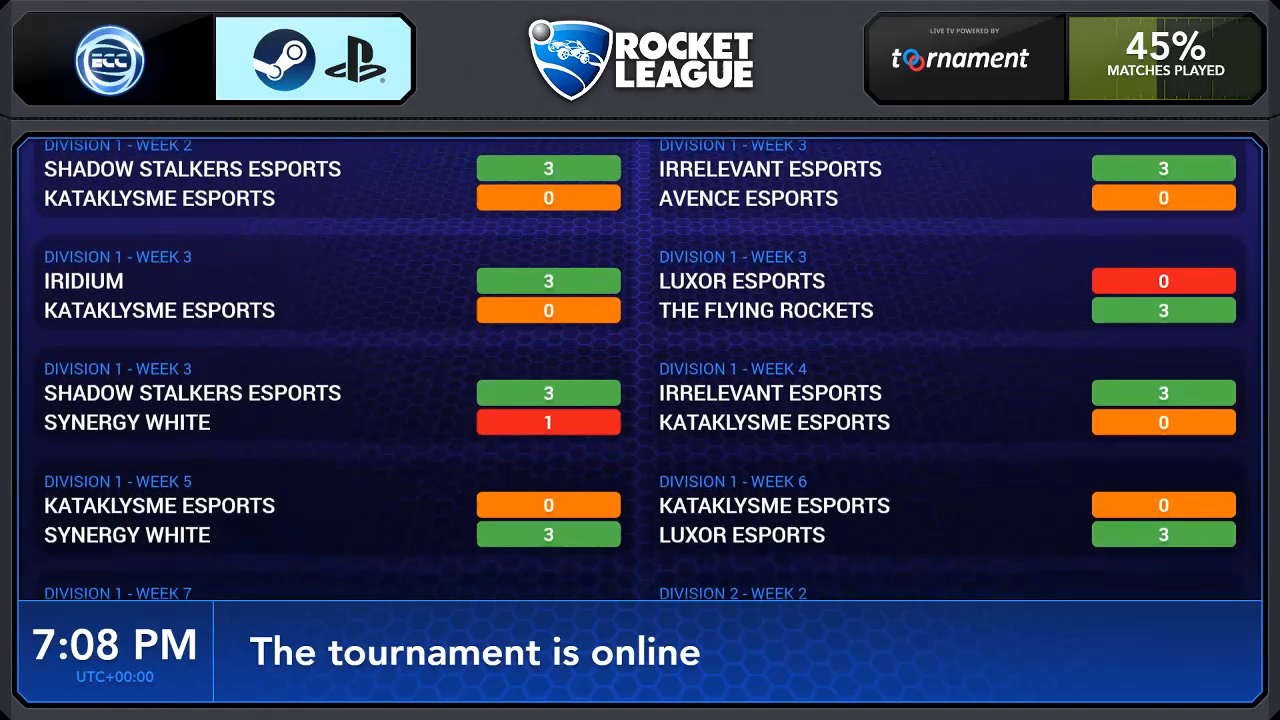 ECC
ROCKET
LEAGUE
LIVE TV POWERED BY
toornament
45%
MATCHES PLAYED
DIVISION 1 - WEEK 2
SHADOW STALKERS ESPORTS 3
KATAKLYSME ESPORTS 0
DIVISION 1 - WEEK 3
IRRELEVANT ESPORTS 3
AVENCE ESPORTS 0
DIVISION 1 - WEEK 3
IRIDIUM 3
KATAKLYSME ESPORTS 0
DIVISION 1 - WEEK 3
LUXOR ESPORTS 0
THE FLYING ROCKETS 3
DIVISION 1 - WEEK 3
SHADOW STALKERS ESPORTS 3
SYNERGY WHITE 1
DIVISION 1 - WEEK 4
IRRELEVANT ESPORTS 3
KATAKLYSME ESPORTS 0
DIVISION 1 - WEEK 5
KATAKLYSME ESPORTS 0
SYNERGY WHITE 3
DIVISION 1 - WEEK 6
KATAKLYSME ESPORTS 0
LUXOR ESPORTS 3
DIVISION 1 - WEEK 7
DIVISION 2 - WEEK 2
7:08 PM
UTC+00:00
The tournament is online